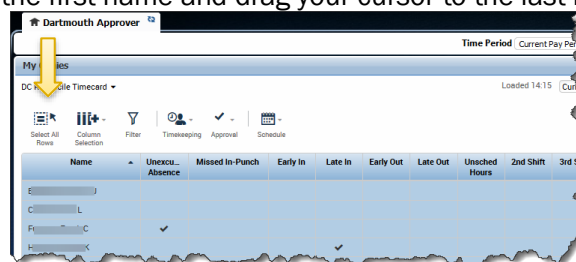 the first name and drag your cursor to the last
Dartmouth Approver
Time Period Current Pay Per
My
ies
DC
cile Timecard
Loaded 14:15
Select All Rows
Column Selection
Filter
Timekeeping
Approval
Schedule
Name
Unexcu... Absence
Missed In-Punch
Early In
Late In
Early Out
Late Out
Unsched Hours
2nd Shift
3rd S
C L
C
H K